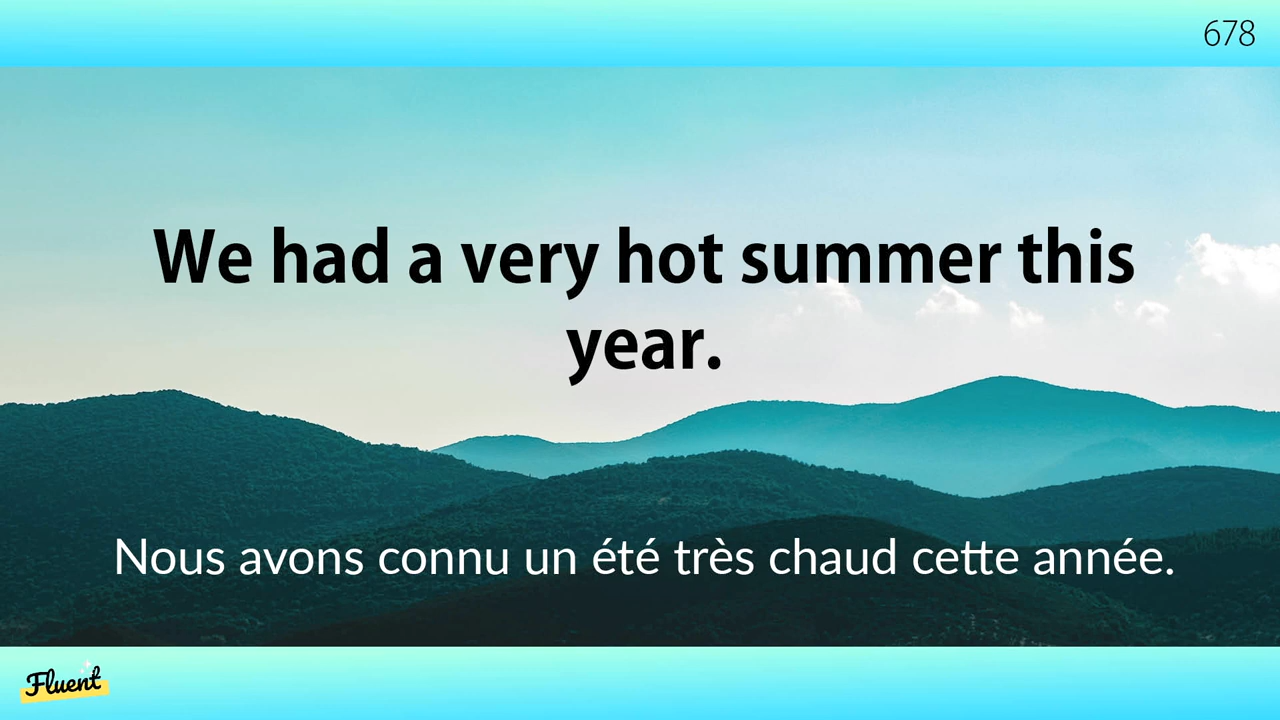 678
We had a very hot summer this
year.
Nous avons connu un été très chaud cette année.
Fluent